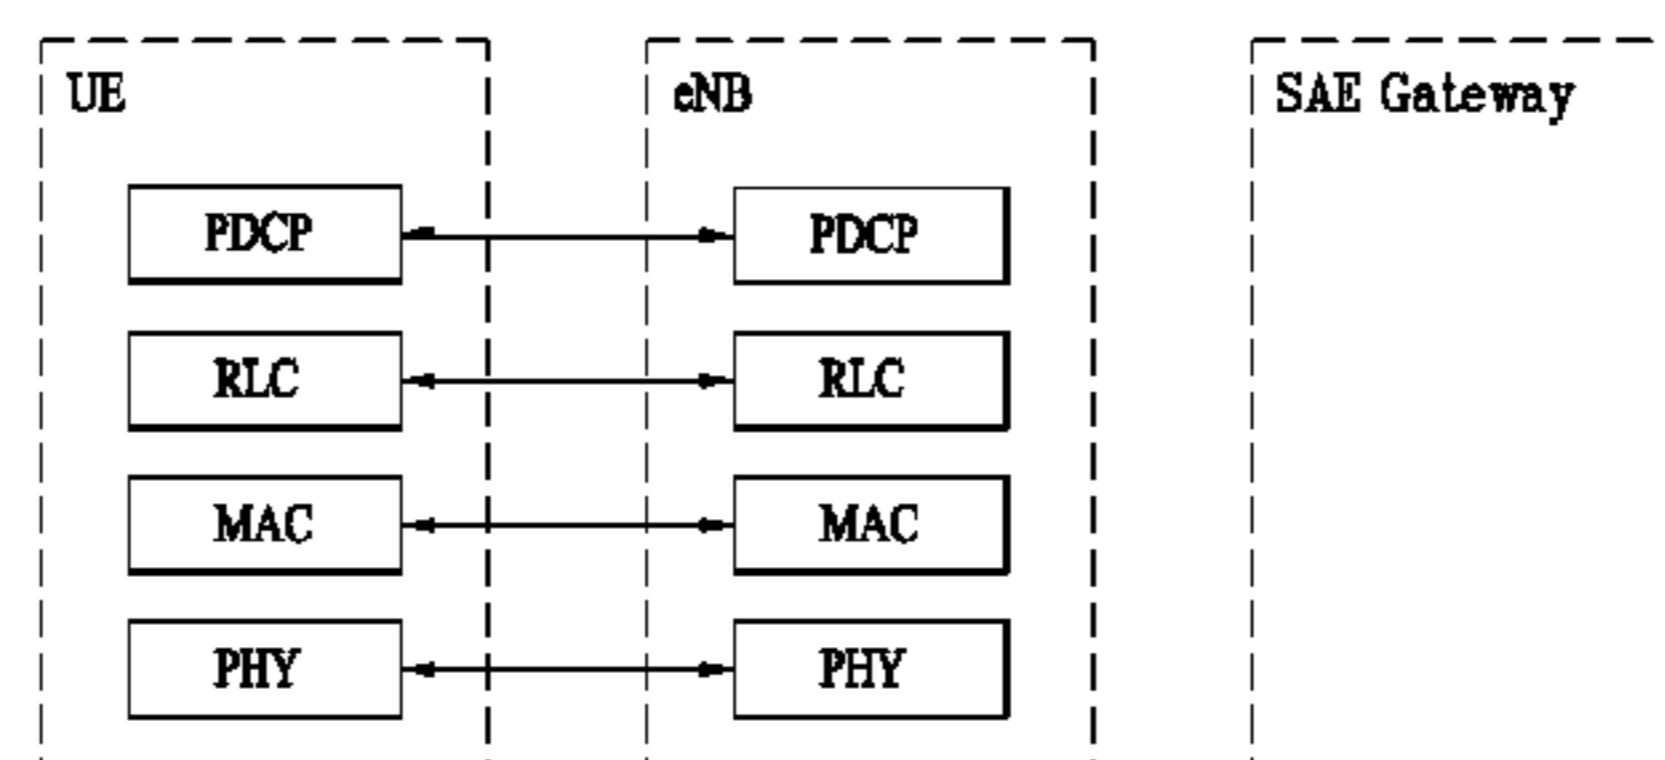 UE
eNB
SAE Gateway
PDCP
PDCP
RLC
RLC
MAC
MAC
PHY
PHY